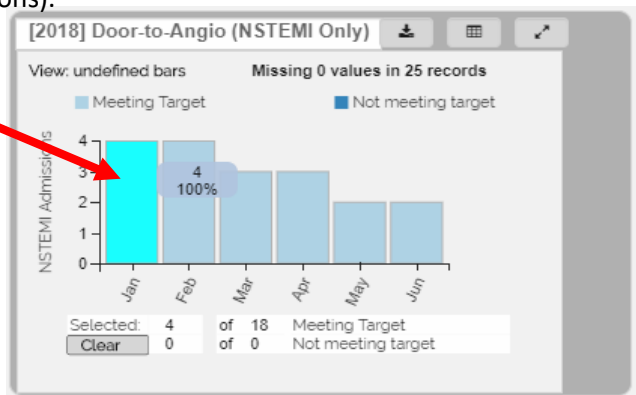 ons).
[2018] Door-to-Angio (NSTEMI Only)
View: undefined bars Missing 0 values in 25 records
Meeting Target Not meeting target
NSTEMI Admissions
4
3
2
1
0
4
100%
Jan Feb Mar Apr May Jun
Selected: 4 of 18 Meeting Target
Clear 0 of 0 Not meeting target